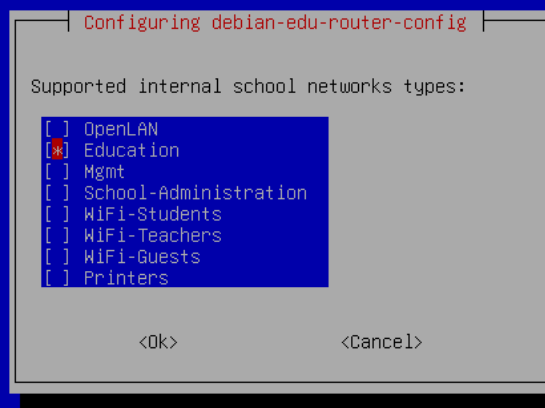 Configuring debian-edu-router-config
Supported internal school networks types:
[ ] OpenLAN
[*] Education
[ ] Mgmt
[ ] School-Administration
[ ] WiFi-Students
[ ] WiFi-Teachers
[ ] WiFi-Guests
[ ] Printers
<Ok> <Cancel>